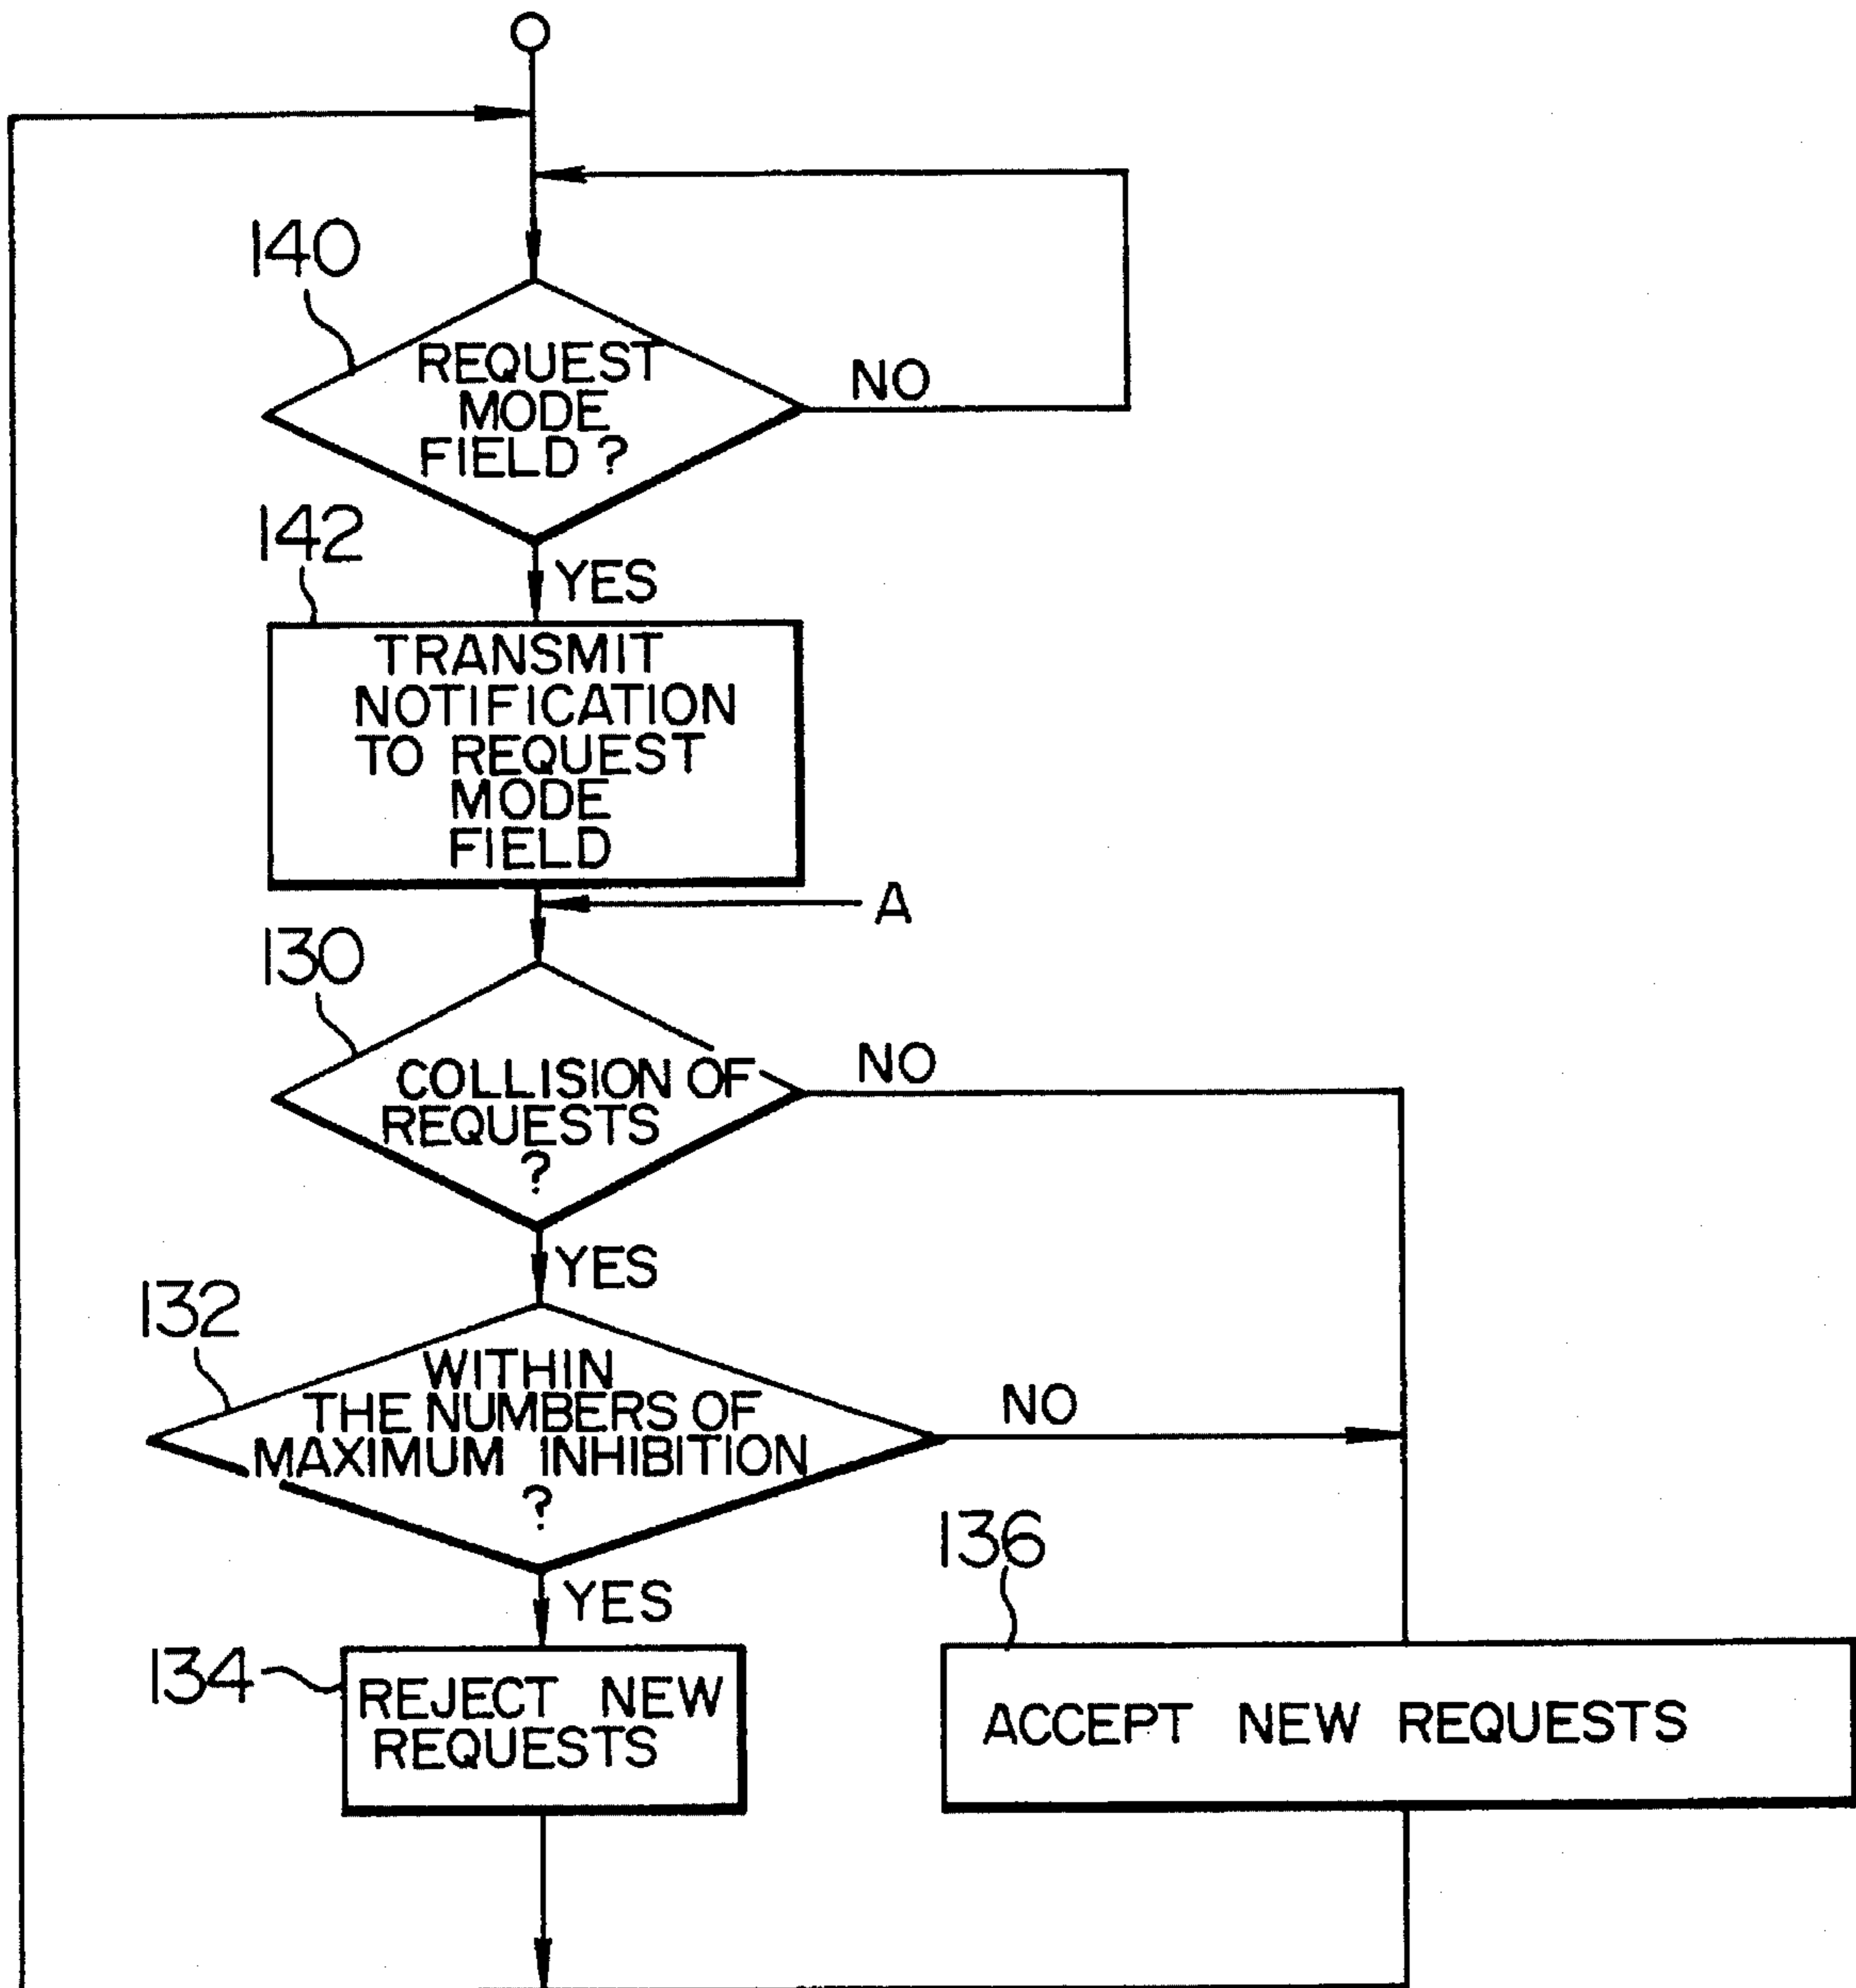 140
REQUEST
MODE
FIELD ?
NO
142
YES
TRANSMIT
NOTIFICATION
TO REQUEST
MODE
FIELD
A
130
COLLISION OF
REQUESTS
?
NO
YES
132
WITHIN
THE NUMBERS OF
MAXIMUM INHIBITION
?
NO
136
YES
134
REJECT NEW
REQUESTS
ACCEPT NEW REQUESTS